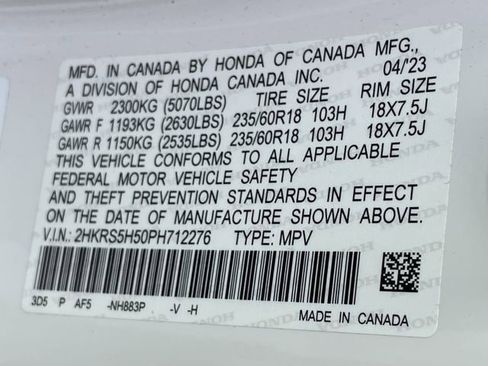 MFD. IN CANADA BY HONDA OF CANADA MFG.,
A DIVISION OF HONDA CANADA INC. 04/'23
GVWR 2300KG (5070LBS) TIRE SIZE RIM SIZE
GAWR F 1193KG (2630LBS) 235/60R18 103H 18X7.5J
GAWR R 1150KG (2535LBS) 235/60R18 103H 18X7.5J
THIS VEHICLE CONFORMS TO ALL APPLICABLE
FEDERAL MOTOR VEHICLE SAFETY
AND THEFT PREVENTION STANDARDS IN EFFECT
ON THE DATE OF MANUFACTURE SHOWN ABOVE.
V.I.N.: 2HKRS5H50PH712276 TYPE: MPV
3D5 P AF5 -NH883P -V -H
MADE IN CANADA